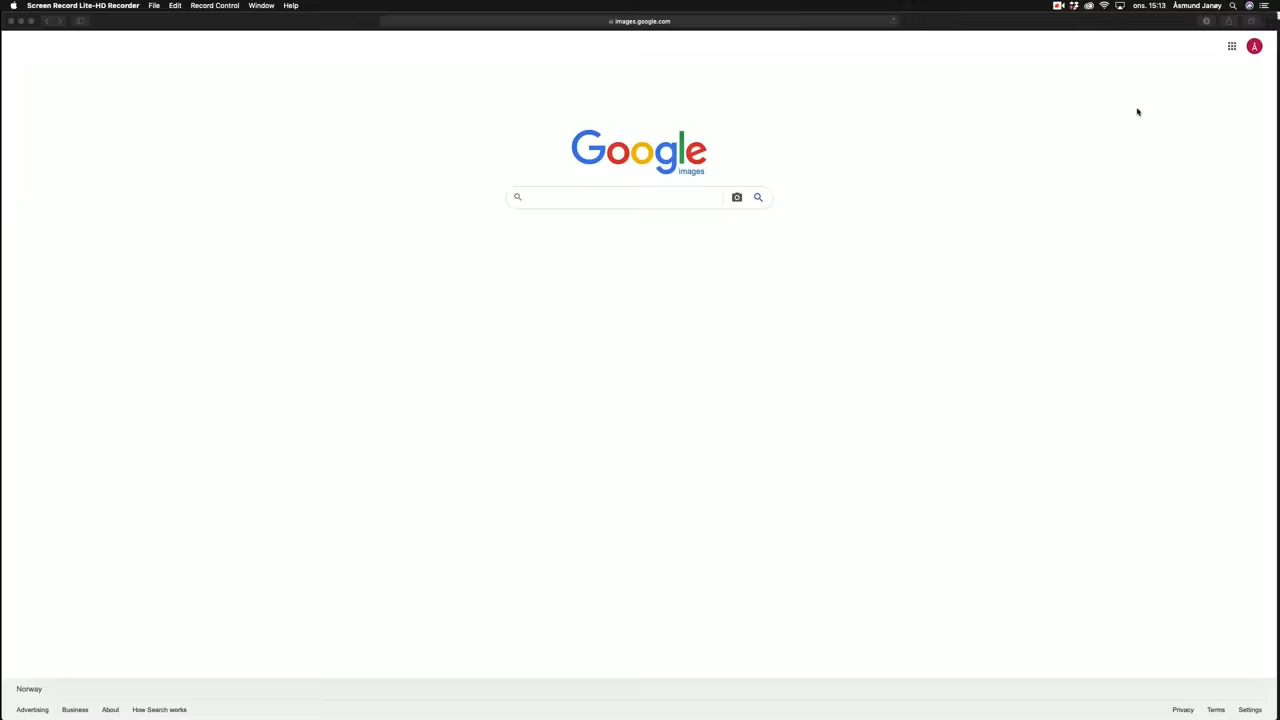 Screen Record Lite-HD Recorder File Edit Record Control Window Help ons. 15:13 Åsmund Janøy
images.google.com
Å
Google
images
Norway
Advertising Business About How Search works Privacy Terms Settings